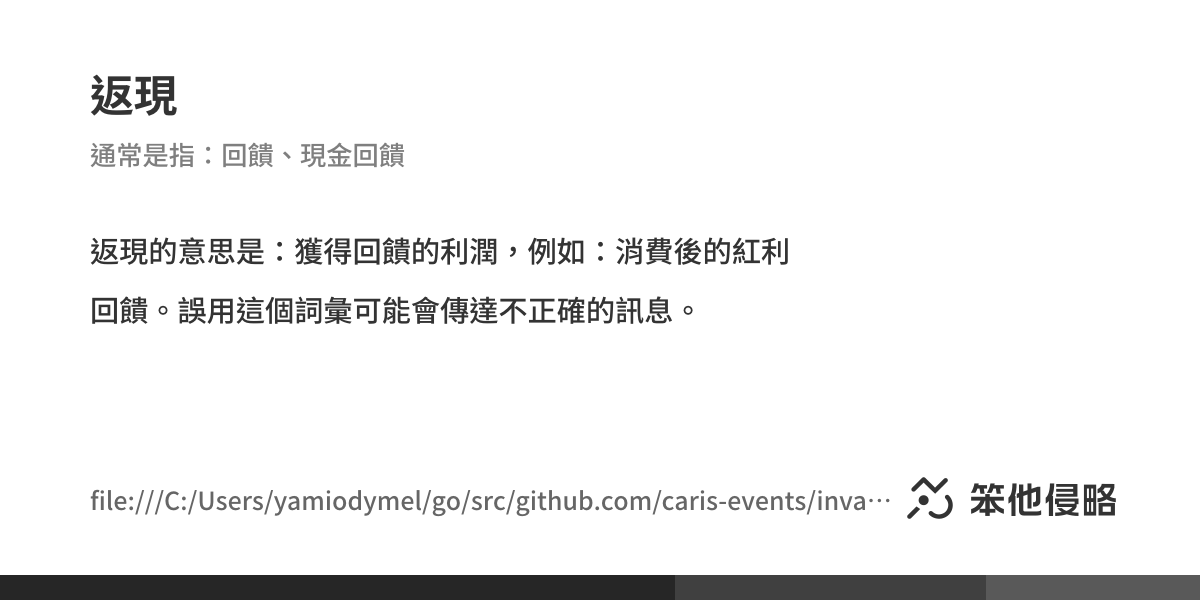 返現
通常是指：回饋、現金回饋
返現的意思是：獲得回饋的利潤，例如：消費後的紅利
回饋。誤用這個詞彙可能會傳達不正確的訊息。
file:///C:/Users/yamiodymel/go/src/github.com/caris-events/inva…
笨他侵略